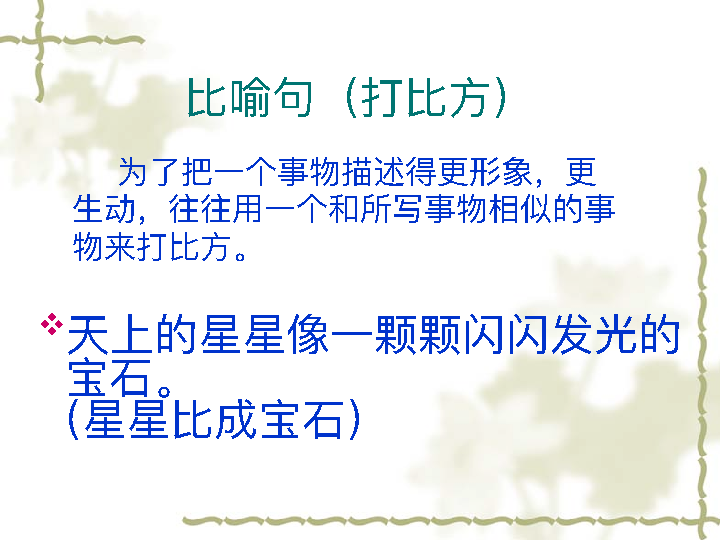 比喻句（打比方）
为了把一个事物描述得更形象，更
生动，往往用一个和所写事物相似的事
物来打比方。
天上的星星像一颗颗闪闪发光的
宝石。
（星星比成宝石）